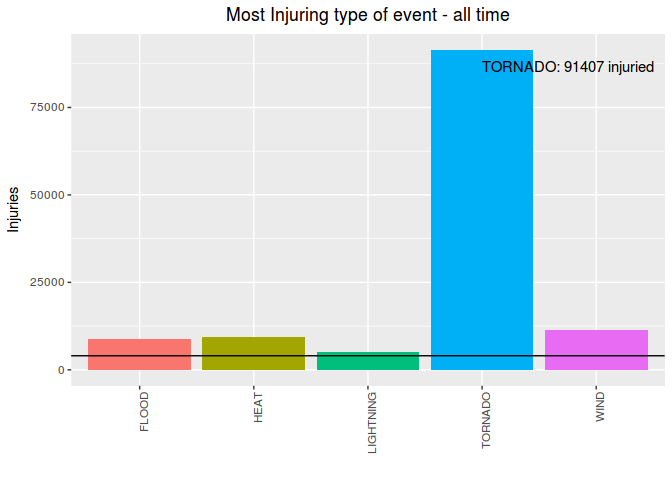 Most Injuring type of event - all time
TORNADO: 91407 injuried
Injuries
75000
50000
25000
0
FLOOD
HEAT
LIGHTNING
TORNADO
WIND